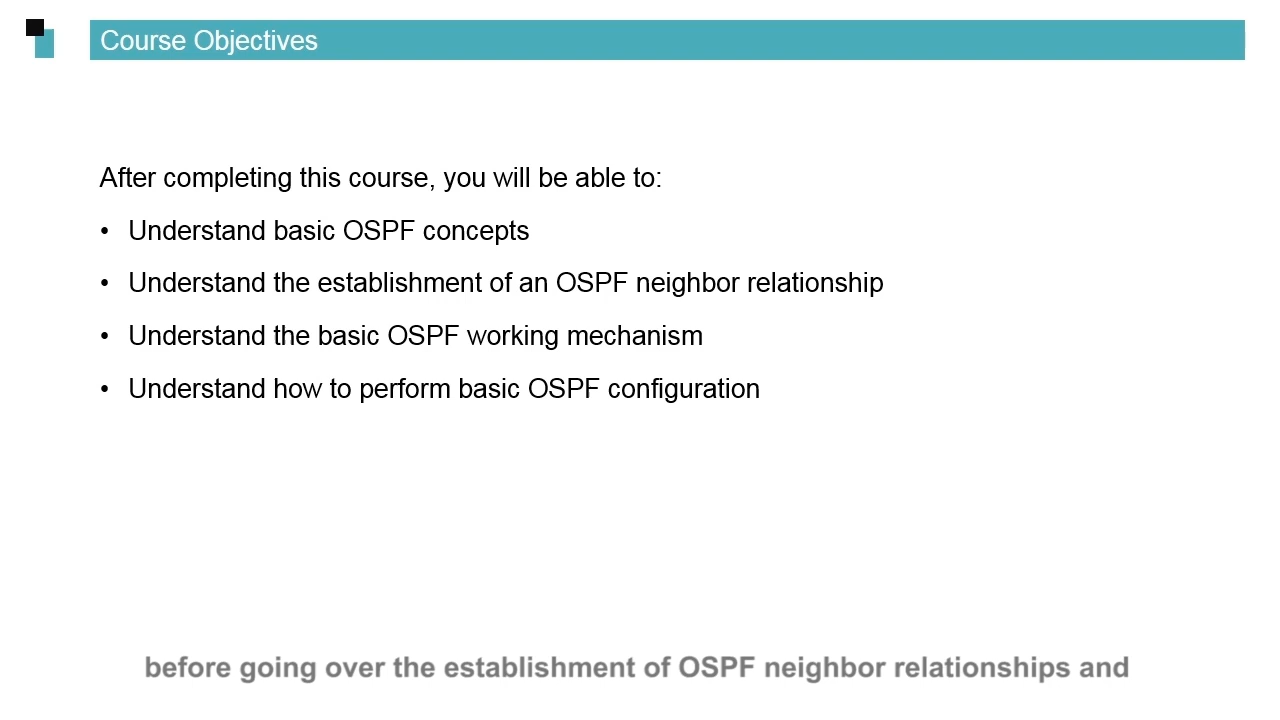 Course Objectives
After completing this course, you will be able to:
• Understand basic OSPF concepts
• Understand the establishment of an OSPF neighbor relationship
• Understand the basic OSPF working mechanism
• Understand how to perform basic OSPF configuration
before going over the establishment of OSPF neighbor relationships and